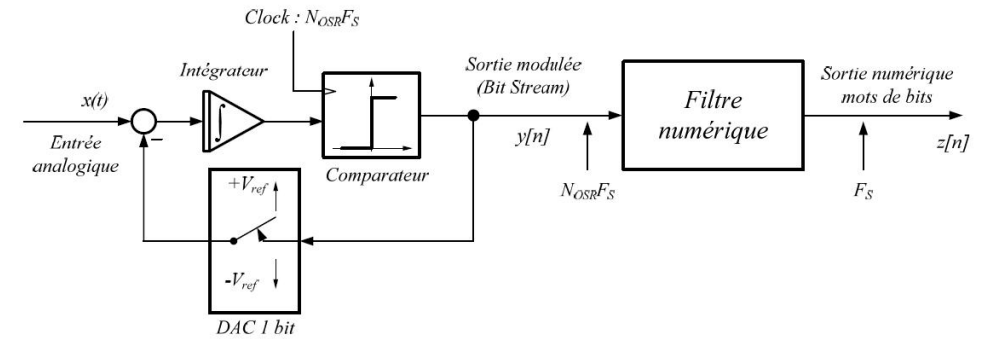 Clock : N_OSR F_S
Intégrateur
x(t)
Entrée
analogique
−
∫
Comparateur
Sortie modulée
(Bit Stream)
y[n]
N_OSR F_S
Filtre
numérique
Sortie numérique
mots de bits
z[n]
F_S
+V_ref
-V_ref
DAC 1 bit